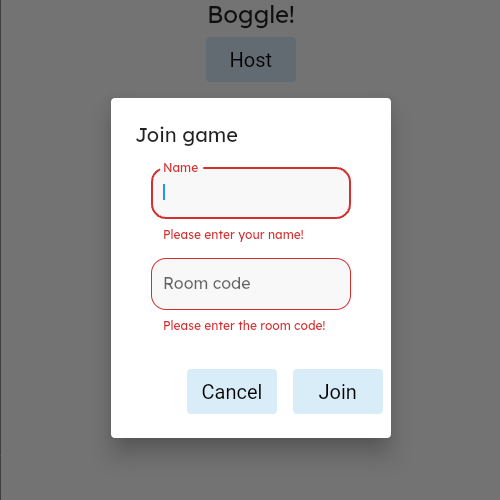 Boggle!
Host
Join game
Name
Please enter your name!
Room code
Please enter the room code!
Cancel Join